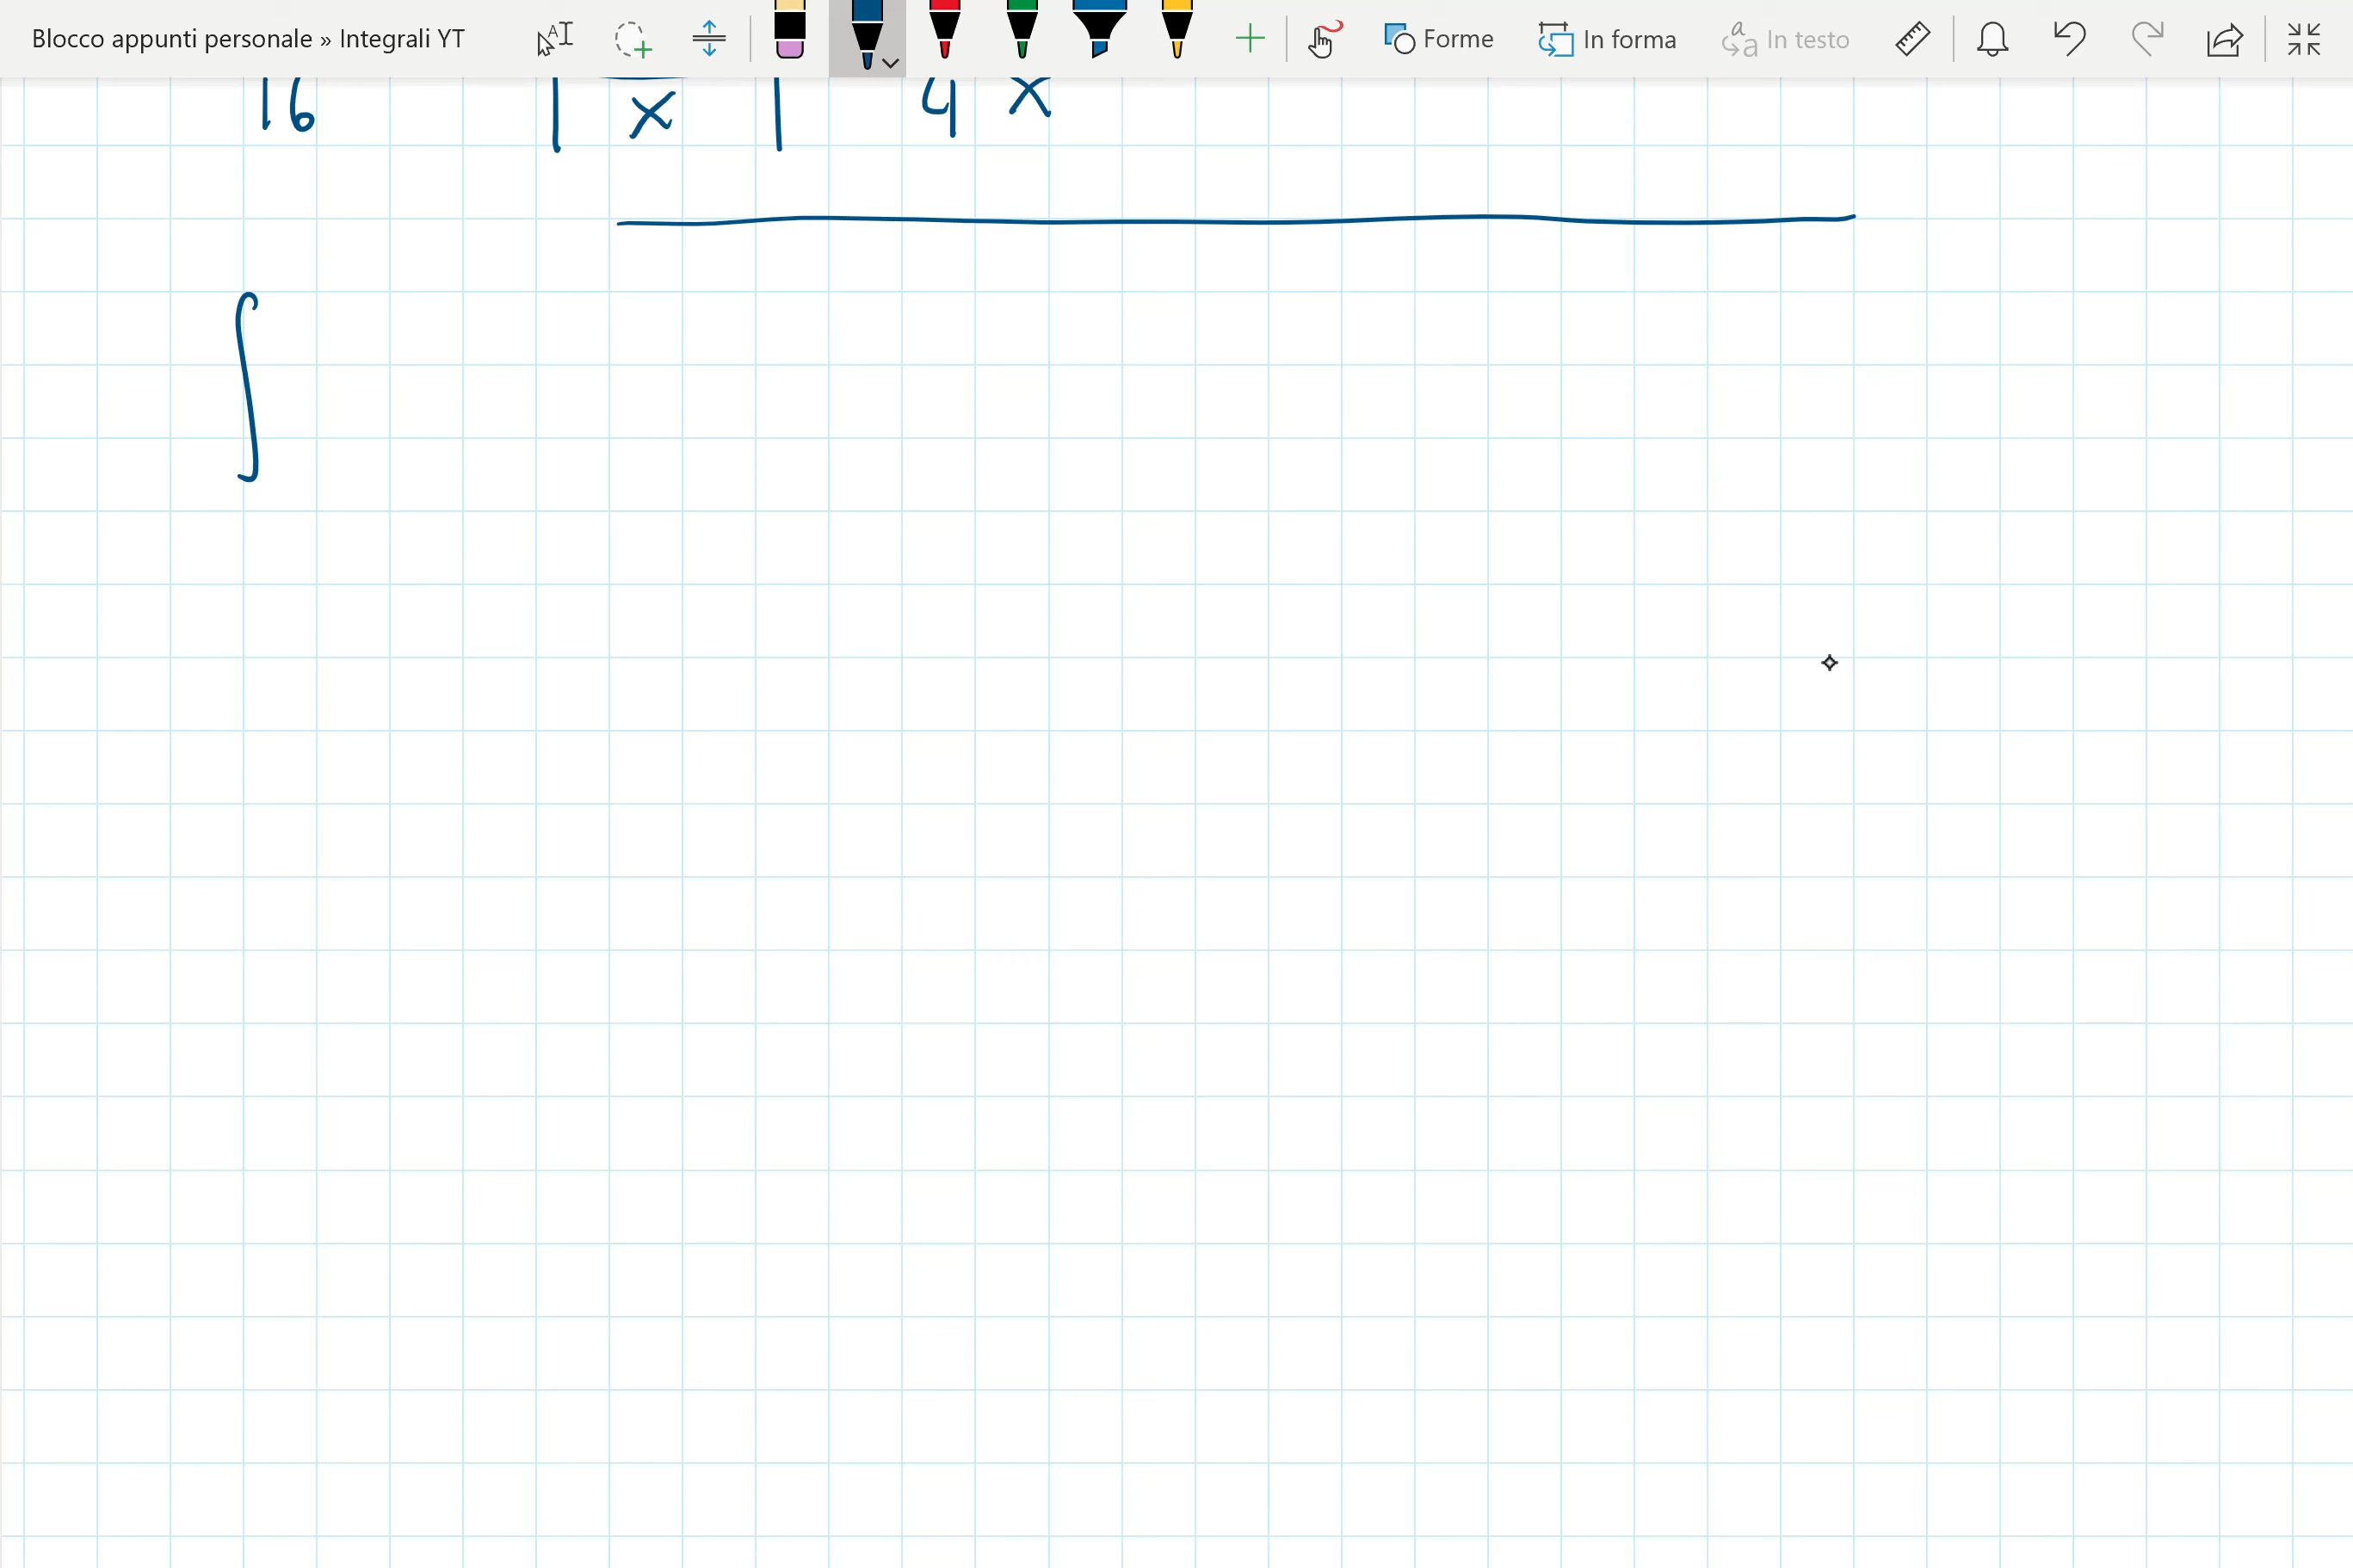 Blocco appunti personale » Integrali YT Forme In forma In testo
16 | x | 4 x
∫